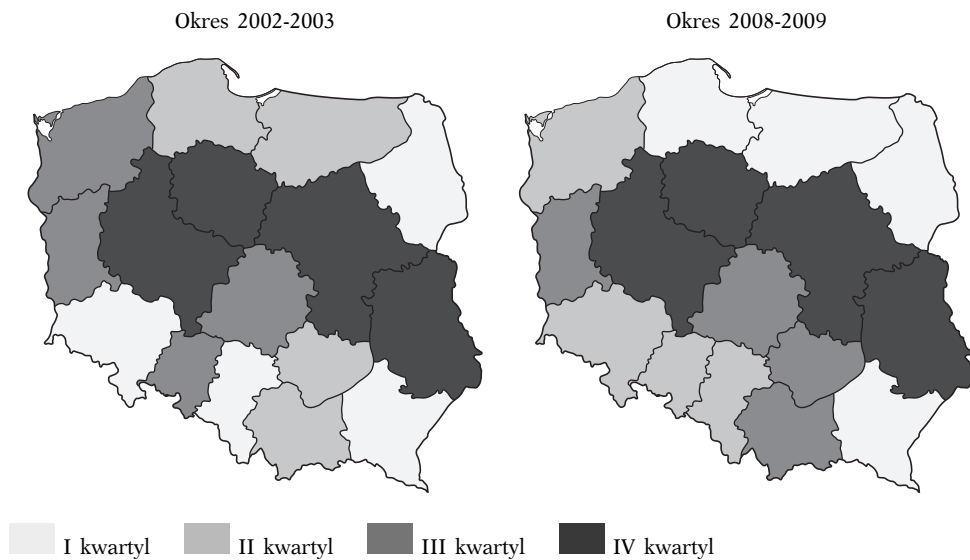 Okres 2002-2003
Okres 2008-2009
I kwartyl
II kwartyl
III kwartyl
IV kwartyl